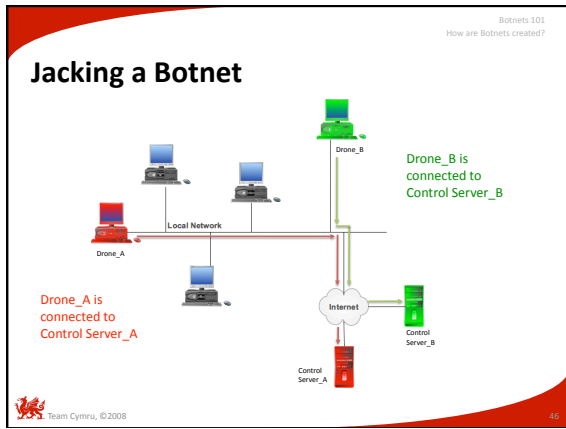 Botnets 101
How are Botnets created?
Jacking a Botnet
Drone_B
Drone_B is
connected to
Control Server_B
Local Network
Drone_A
Drone_A is
connected to
Control Server_A
Internet
Control
Server_B
Control
Server_A
Team Cymru, ©2008
46